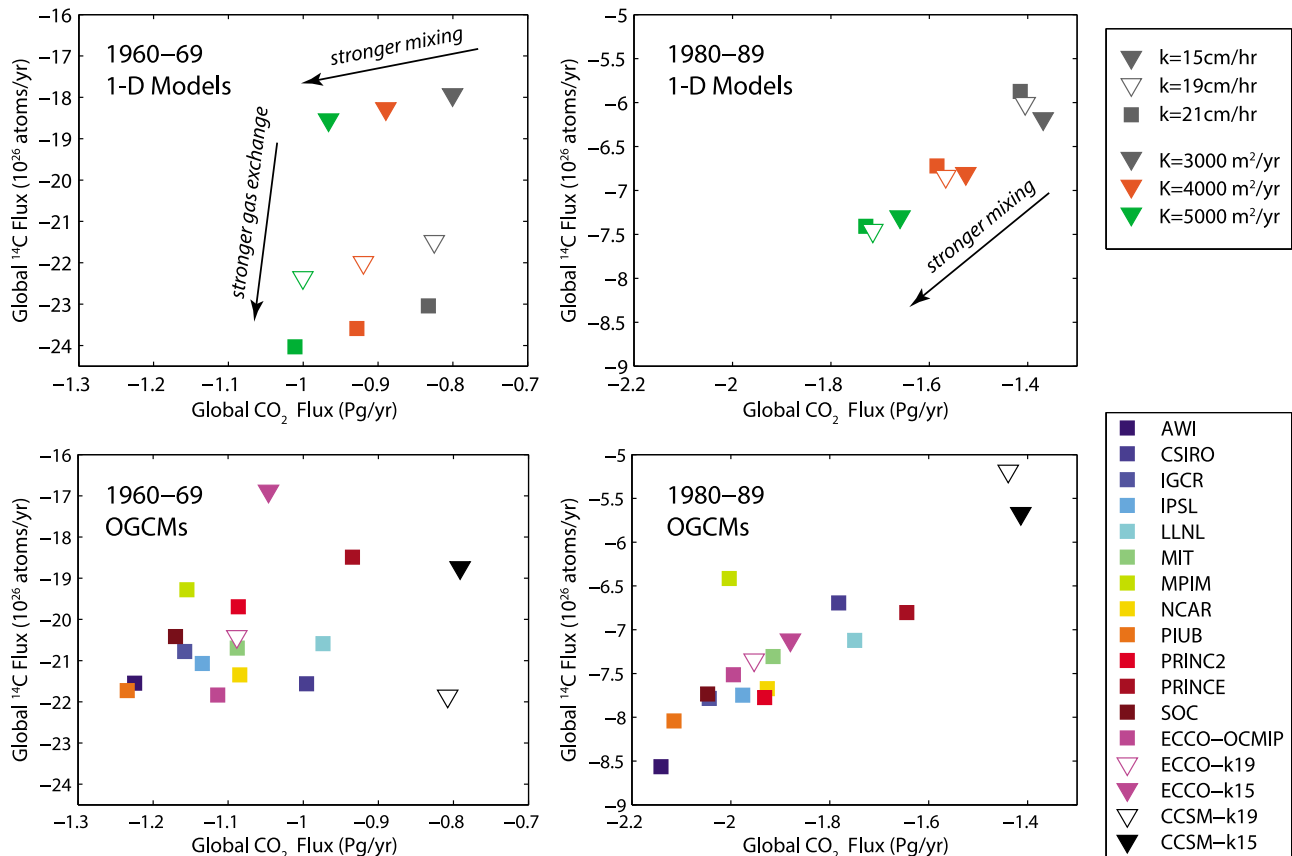 1960−69
1-D Models
stronger mixing
stronger gas exchange
−16
−17
−18
−19
−20
−21
−22
−23
−24
−1.3
−1.2
−1.1
−1
−0.9
−0.8
−0.7
Global ¹⁴C Flux (10²⁶ atoms/yr)
Global CO₂ Flux (Pg/yr)
1980−89
1-D Models
stronger mixing
−5
−5.5
−6
−6.5
−7
−7.5
−8
−8.5
−9
−2.2
−2
−1.8
−1.6
−1.4
Global ¹⁴C Flux (10²⁶ atoms/yr)
Global CO₂ Flux (Pg/yr)
k=15cm/hr
k=19cm/hr
k=21cm/hr
K=3000 m²/yr
K=4000 m²/yr
K=5000 m²/yr
1960−69
OGCMs
−16
−17
−18
−19
−20
−21
−22
−23
−24
−1.3
−1.2
−1.1
−1
−0.9
−0.8
−0.7
Global ¹⁴C Flux (10²⁶ atoms/yr)
Global CO₂ Flux (Pg/yr)
1980−89
OGCMs
−5
−5.5
−6
−6.5
−7
−7.5
−8
−8.5
−9
−2.2
−2
−1.8
−1.6
−1.4
Global ¹⁴C Flux (10²⁶ atoms/yr)
Global CO₂ Flux (Pg/yr)
AWI
CSIRO
IGCR
IPSL
LLNL
MIT
MPIM
NCAR
PIUB
PRINC2
PRINCE
SOC
ECCO−OCMIP
ECCO−k19
ECCO−k15
CCSM−k19
CCSM−k15